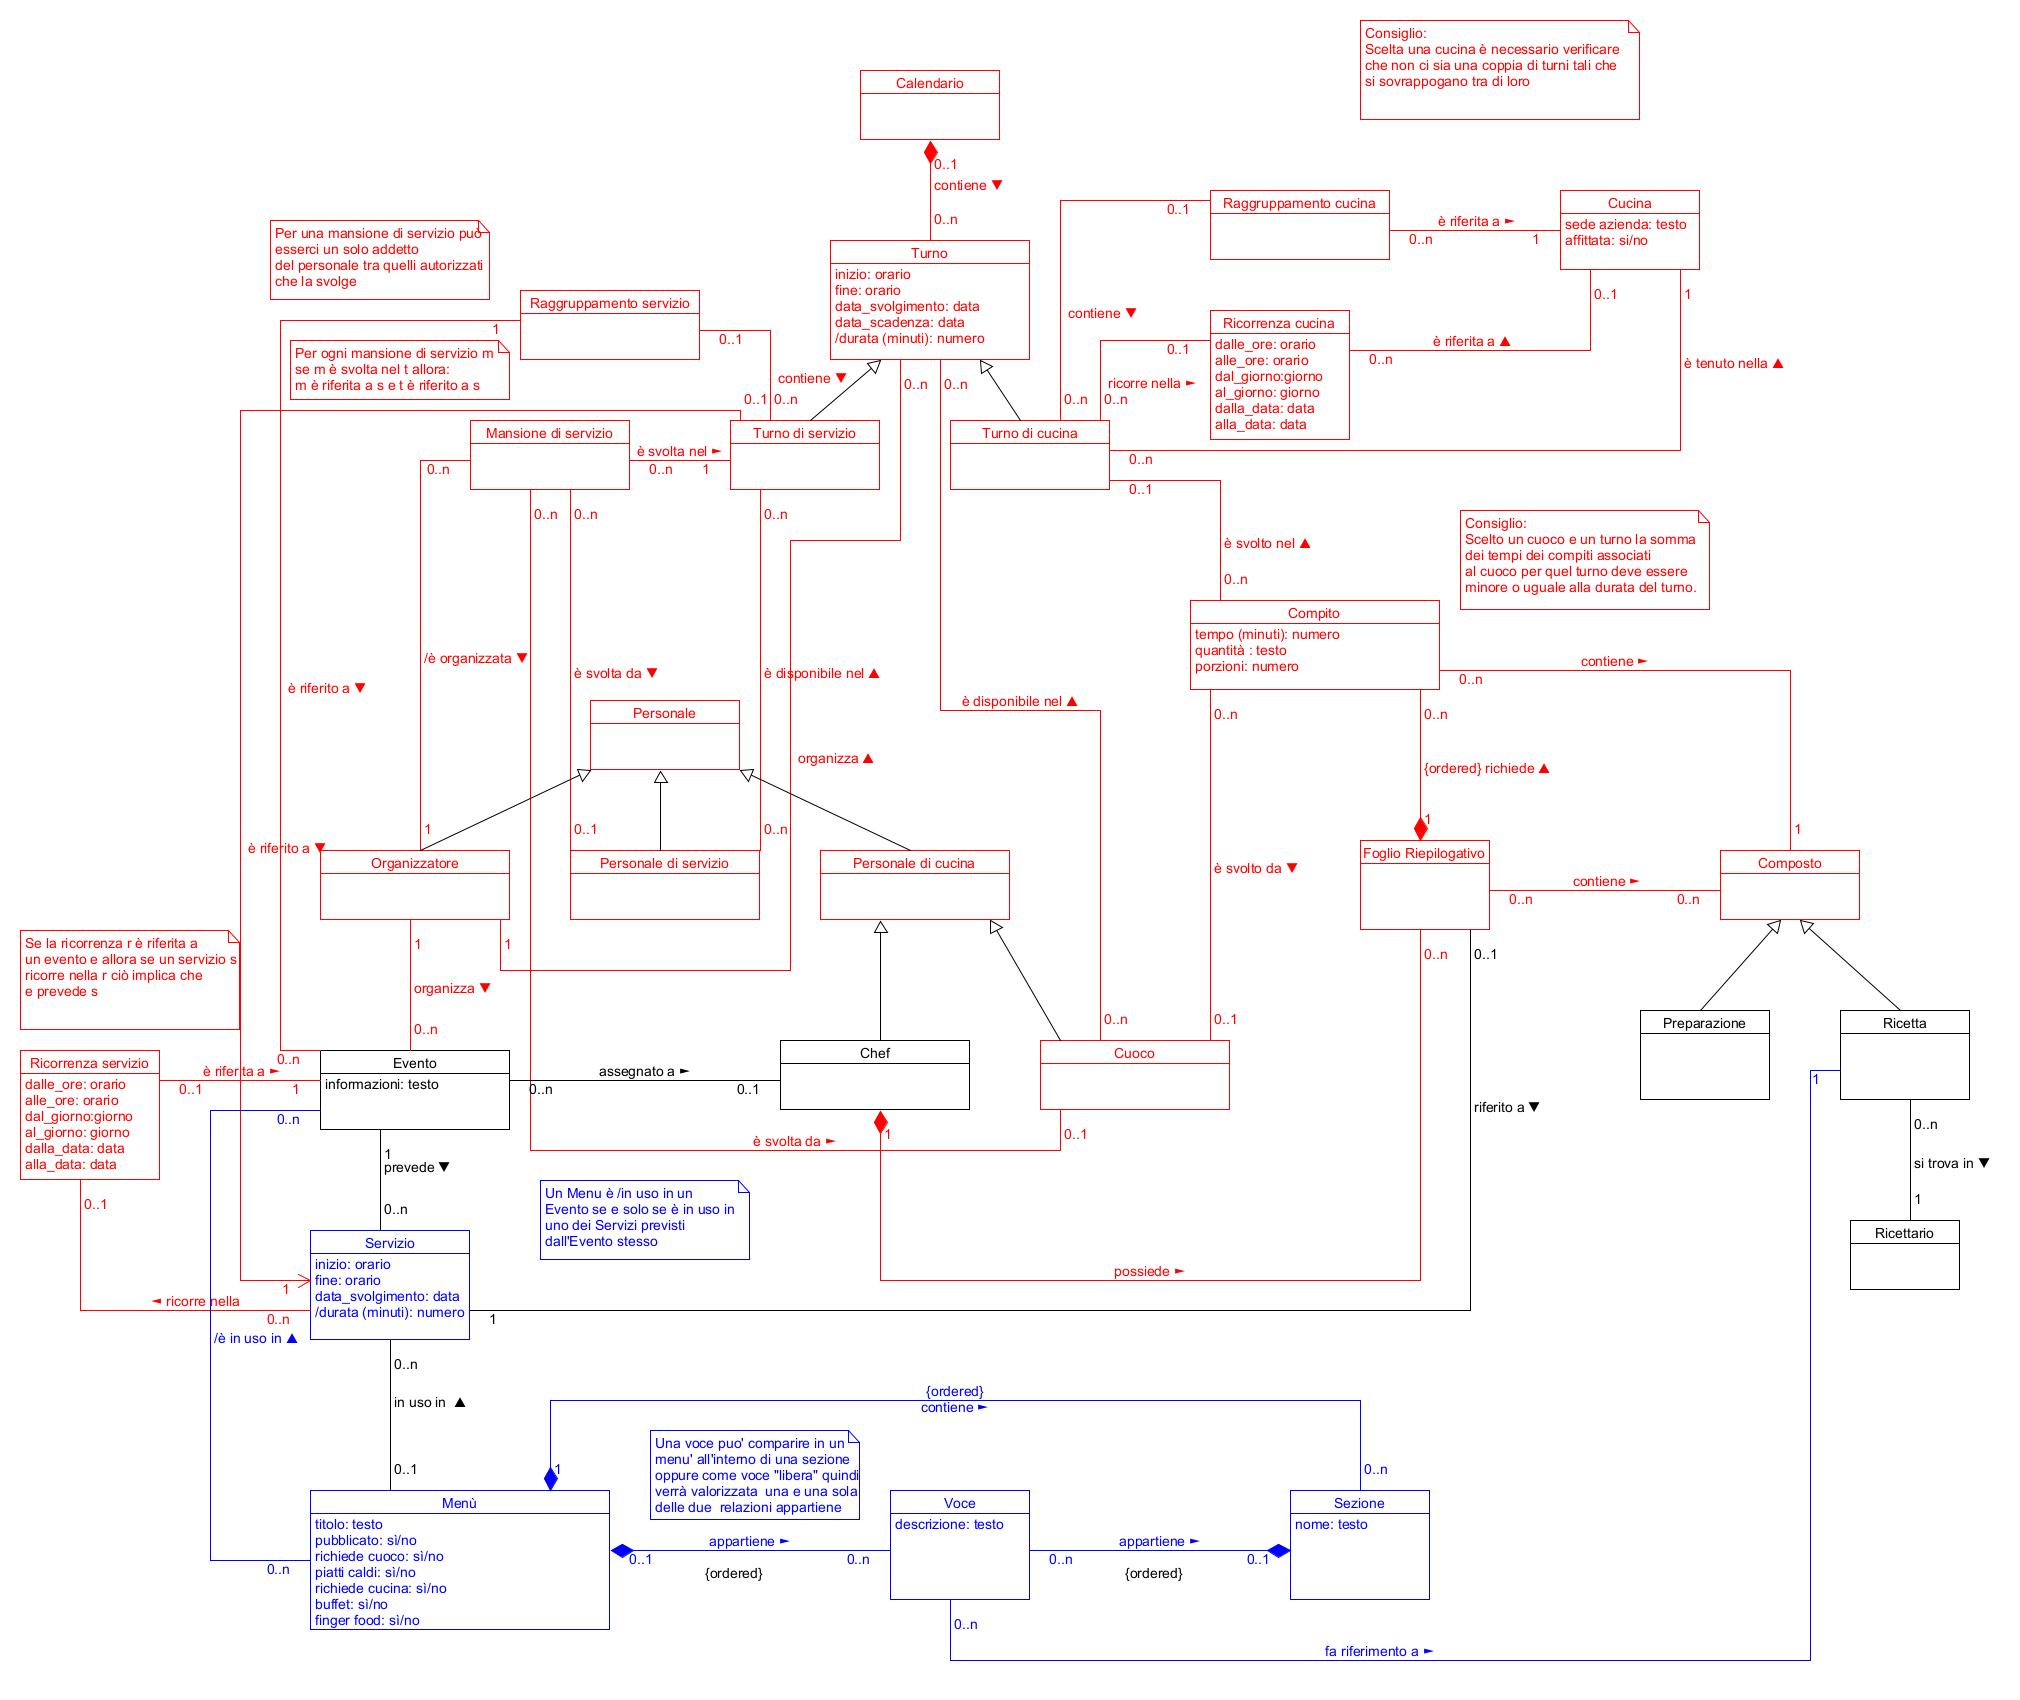 Consiglio:
Scelta una cucina è necessario verificare
che non ci sia una coppia di turni tali che
si sovrappogano tra di loro
Calendario
0..1
contiene ▼
0..n
Raggruppamento cucina
0..1
è riferita a ►
0..n
1
Cucina
sede azienda: testo
affittata: si/no
Per una mansione di servizio può
esserci un solo addetto
del personale tra quelli autorizzati
che la svolge
Turno
inizio: orario
fine: orario
data_svolgimento: data
data_scadenza: data
/durata (minuti): numero
0..1
1
Raggruppamento servizio
1
0..1
contiene ▼
Ricorrenza cucina
dalle_ore: orario
alle_ore: orario
dal_giorno:giorno
al_giorno: giorno
dalla_data: data
alla_data: data
0..1
è riferita a ▲
0..n
Per ogni mansione di servizio m
se m è svolta nel t allora:
m è riferita a s e t è riferito a s
contiene ▼
0..n
0..n
ricorre nella ►
è tenuto nella ▲
0..1
0..n
0..n
0..n
Mansione di servizio
è svolta nel ►
0..n
1
Turno di servizio
Turno di cucina
0..n
0..n
0..1
0..n
0..n
0..n
è svolto nel ▲
0..n
Consiglio:
Scelto un cuoco e un turno la somma
dei tempi dei compiti associati
al cuoco per quel turno deve essere
minore o uguale alla durata del turno.
Compito
tempo (minuti): numero
quantità : testo
porzioni: numero
contiene ►
0..n
/è organizzata ▼
è svolta da ▼
è disponibile nel ▲
è riferito a ▼
è disponibile nel ▲
Personale
0..n
0..n
organizza ▲
{ordered} richiede ▲
1
0..1
0..n
1
1
è riferito a ▼
Organizzatore
Personale di servizio
Personale di cucina
è svolto da ▼
Foglio Riepilogativo
contiene ►
0..n
0..n
Composto
Se la ricorrenza r è riferita a
un evento e allora se un servizio s
ricorre nella r ciò implica che
e prevede s
1
1
organizza ▼
0..n
0..n
0..1
0..n
0..1
0..n
Ricorrenza servizio
dalle_ore: orario
alle_ore: orario
dal_giorno:giorno
al_giorno: giorno
dalla_data: data
alla_data: data
è riferita a ►
0..1
1
0..n
Evento
informazioni: testo
assegnato a ►
0..n
0..1
Chef
Cuoco
Preparazione
Ricetta
1
riferito a ▼
1
0..1
è svolta da ►
0..n
si trova in ▼
1
Ricettario
1
prevede ▼
0..n
0..1
Un Menu è /in uso in un
Evento se e solo se è in uso in
uno dei Servizi previsti
dall'Evento stesso
Servizio
inizio: orario
fine: orario
data_svolgimento: data
/durata (minuti): numero
1
◄ ricorre nella
0..n
possiede ►
1
/è in uso in ▲
0..n
in uso in ▲
0..1
{ordered}
contiene ►
1
0..n
Una voce puo' comparire in un
menu' all'interno di una sezione
oppure come voce "libera" quindi
verrà valorizzata una e una sola
delle due relazioni appartiene
Menù
titolo: testo
pubblicato: sì/no
richiede cuoco: sì/no
piatti caldi: sì/no
richiede cucina: sì/no
buffet: sì/no
finger food: sì/no
0..n
appartiene ►
0..1
0..n
{ordered}
Voce
descrizione: testo
appartiene ►
0..n
0..1
{ordered}
Sezione
nome: testo
0..n
fa riferimento a ►